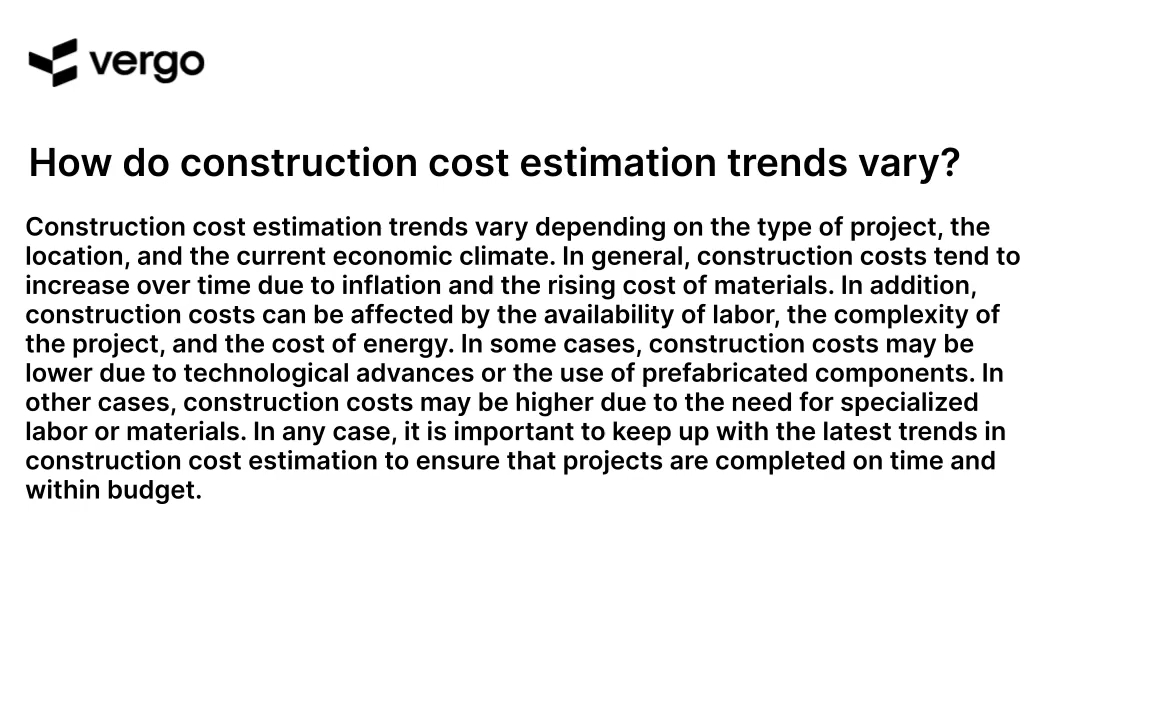 vergo
How do construction cost estimation trends vary?
Construction cost estimation trends vary depending on the type of project, the
location, and the current economic climate. In general, construction costs tend to
increase over time due to inflation and the rising cost of materials. In addition,
construction costs can be affected by the availability of labor, the complexity of
the project, and the cost of energy. In some cases, construction costs may be
lower due to technological advances or the use of prefabricated components. In
other cases, construction costs may be higher due to the need for specialized
labor or materials. In any case, it is important to keep up with the latest trends in
construction cost estimation to ensure that projects are completed on time and
within budget.